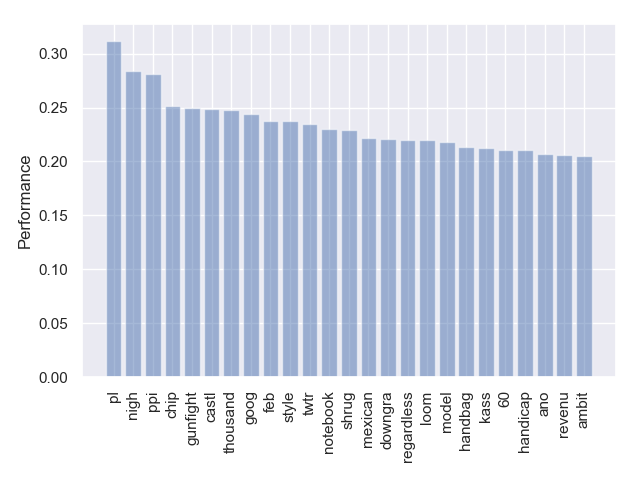 0.30
0.25
0.20
0.15
0.10
0.05
0.00
Performance
pl
nigh
ppi
chip
gunfight
castl
thousand
goog
feb
style
twtr
notebook
shrug
mexican
downgra
regardless
loom
model
handbag
kass
60
handicap
ano
revenu
ambit